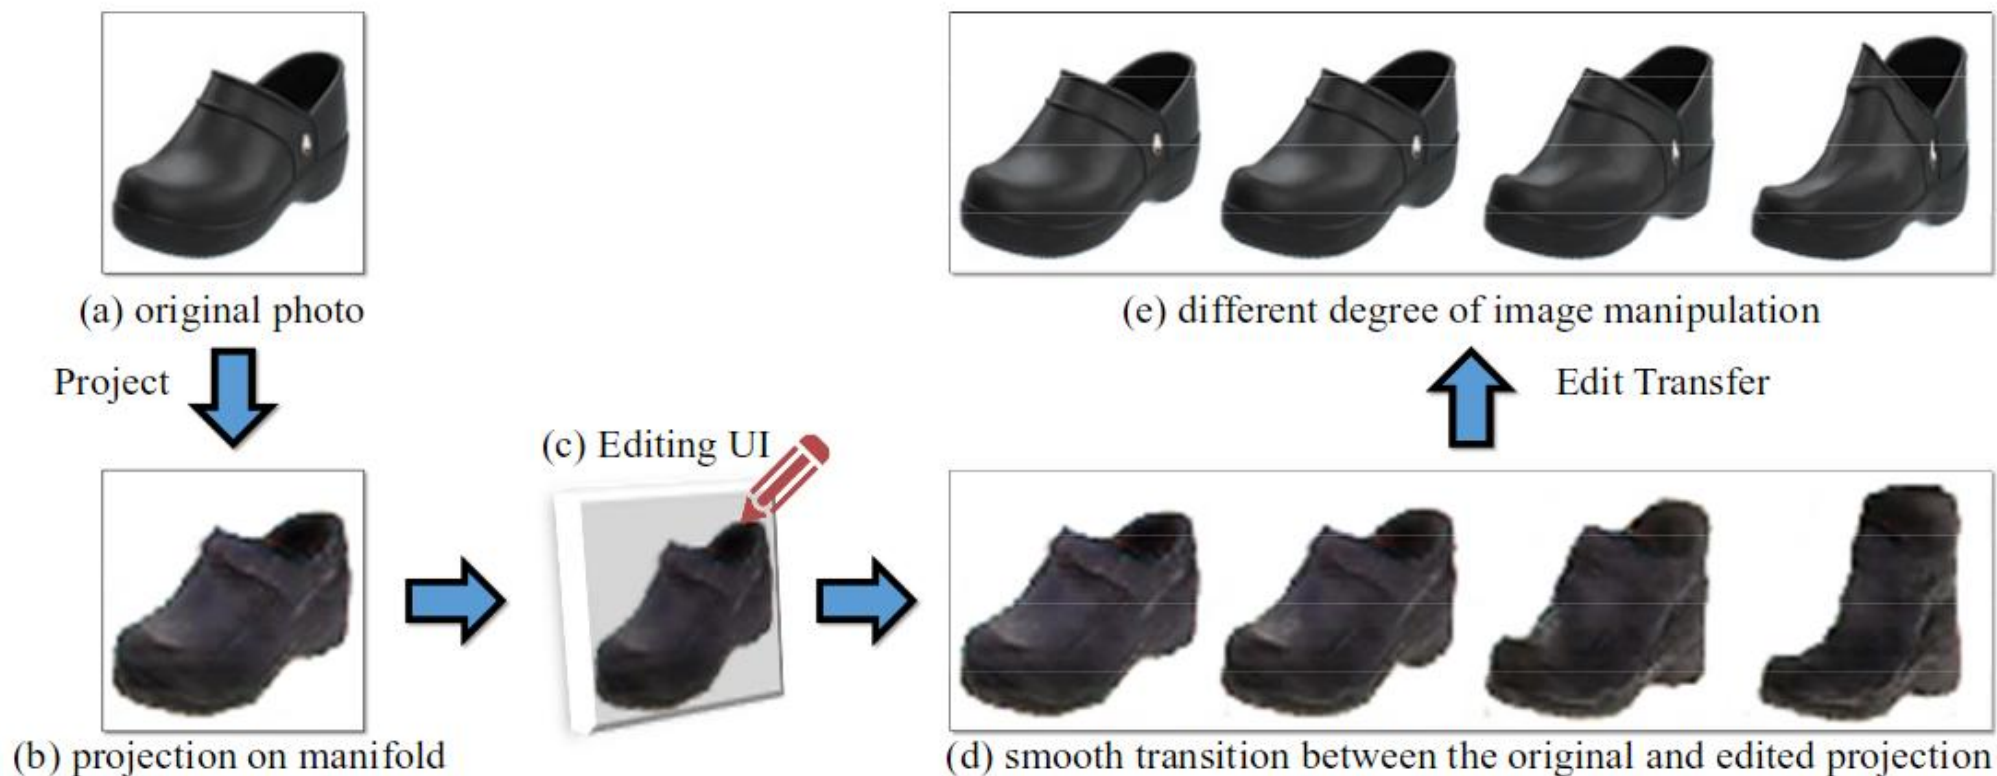 (a) original photo
(e) different degree of image manipulation
Project
Edit Transfer
(c) Editing UI
(b) projection on manifold
(d) smooth transition between the original and edited projection